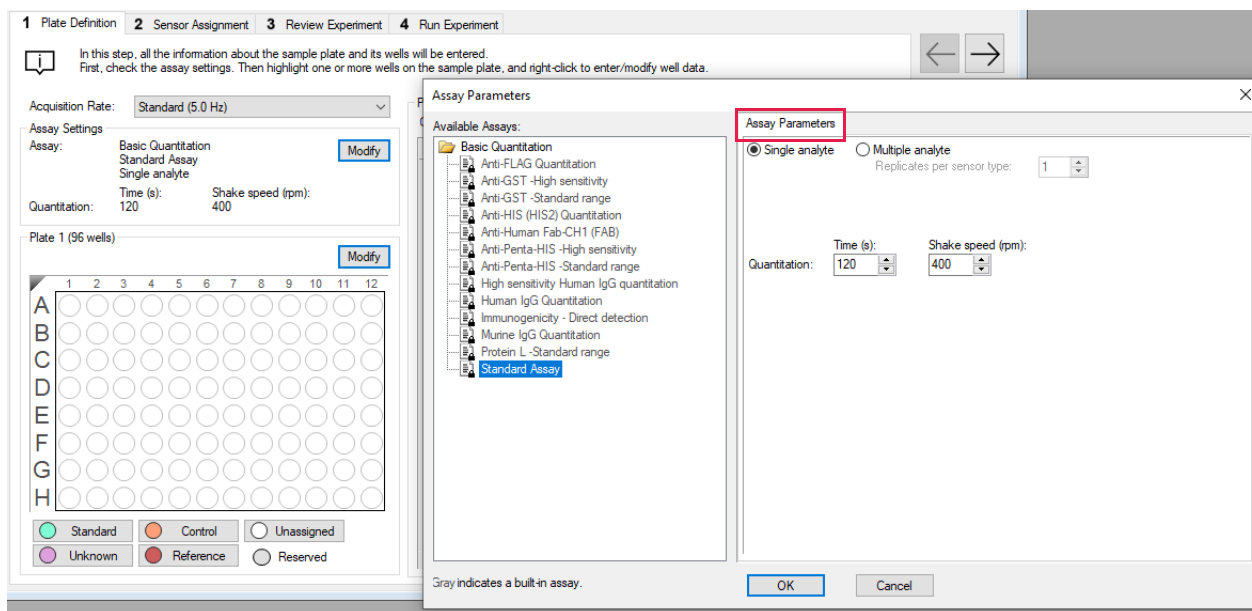 1 Plate Definition 2 Sensor Assignment 3 Review Experiment 4 Run Experiment
In this step, all the information about the sample plate and its wells will be entered.
First, check the assay settings. Then highlight one or more wells on the sample plate, and right-click to enter/modify well data.
Acquisition Rate: Standard (5.0 Hz)
Assay Settings
Assay: Basic Quantitation
Standard Assay
Single analyte
Modify
Time (s): Shake speed (rpm):
Quantitation: 120 400
Plate 1 (96 wells)
Modify
1 2 3 4 5 6 7 8 9 10 11 12
A
B
C
D
E
F
G
H
Standard Control Unassigned
Unknown Reference Reserved
Assay Parameters
Available Assays:
Basic Quantitation
Anti-FLAG Quantitation
Anti-GST -High sensitivity
Anti-GST -Standard range
Anti-HIS (HIS2) Quantitation
Anti-Human Fab-CH1 (FAB)
Anti-Penta-HIS -High sensitivity
Anti-Penta-HIS -Standard range
High sensitivity Human IgG quantitation
Human IgG Quantitation
Immunogenicity - Direct detection
Murine IgG Quantitation
Protein L -Standard range
Standard Assay
Gray indicates a built-in assay.
Assay Parameters
Single analyte Multiple analyte
Replicates per sensor type: 1
Time (s): Shake speed (rpm):
Quantitation: 120 400
OK Cancel